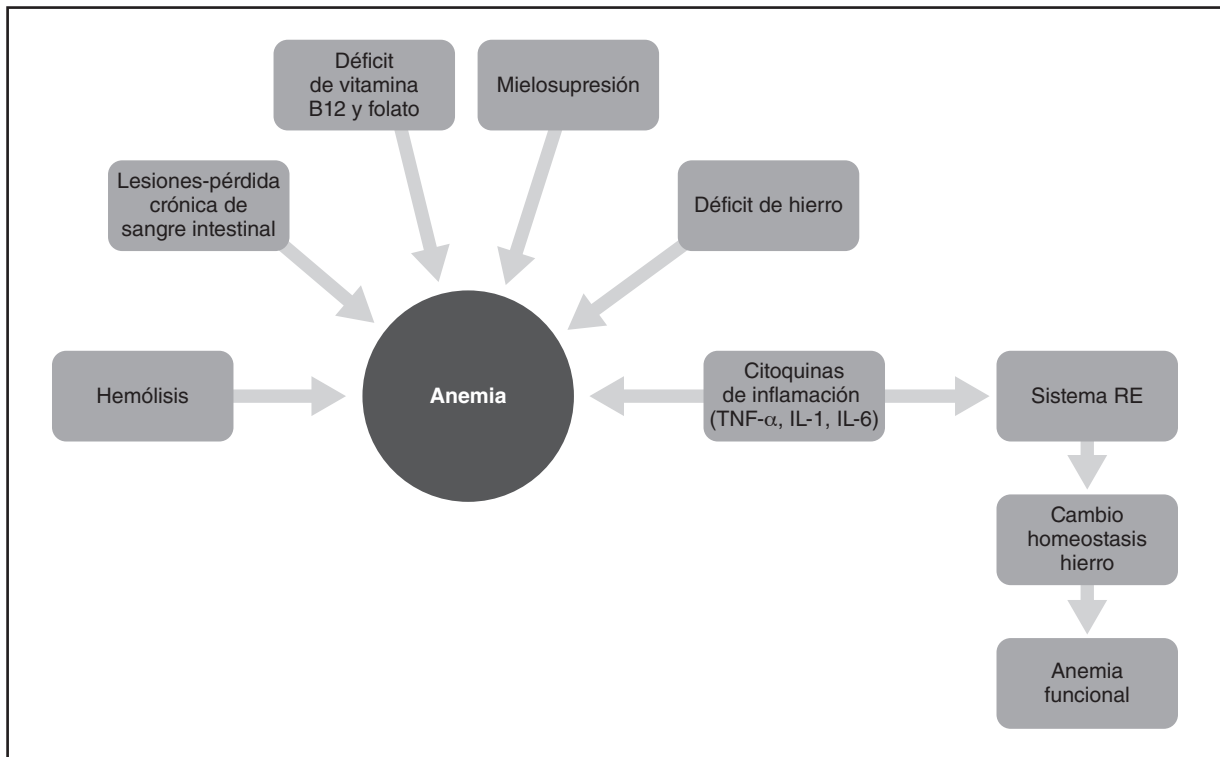 Déficit
de vitamina
B12 y folato
Mielosupresión
Lesiones-pérdida
crónica de
sangre intestinal
Déficit de hierro
Hemólisis
Anemia
Citoquinas
de inflamación
(TNF-α, IL-1, IL-6)
Sistema RE
Cambio
homeostasis
hierro
Anemia
funcional